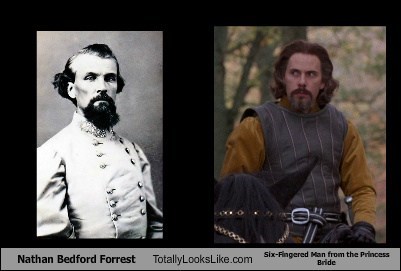 Nathan Bedford Forrest
TotallyLooksLike.com
Six-Fingered Man from the Princess
Bride